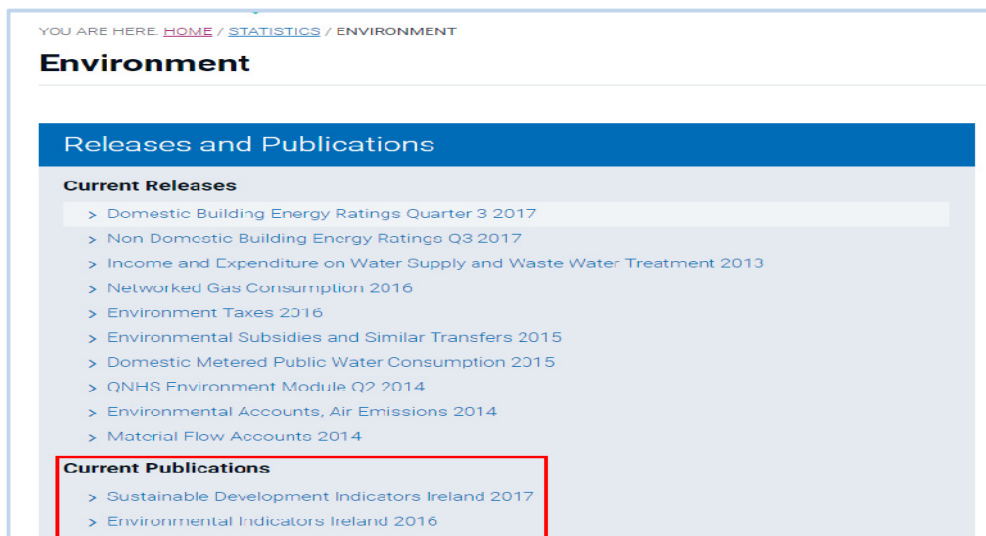 YOU ARE HERE: HOME / STATISTICS / ENVIRONMENT
Environment
Releases and Publications
Current Releases
> Domestic Building Energy Ratings Quarter 3 2017
> Non Domestic Building Energy Ratings Q3 2017
> Income and Expenditure on Water Supply and Waste Water Treatment 2013
> Networked Gas Consumption 2016
> Environment Taxes 2016
> Environmental Subsidies and Similar Transfers 2015
> Domestic Metered Public Water Consumption 2015
> QNHS Environment Module Q2 2014
> Environmental Accounts, Air Emissions 2014
> Material Flow Accounts 2014
Current Publications
> Sustainable Development Indicators Ireland 2017
> Environmental Indicators Ireland 2016